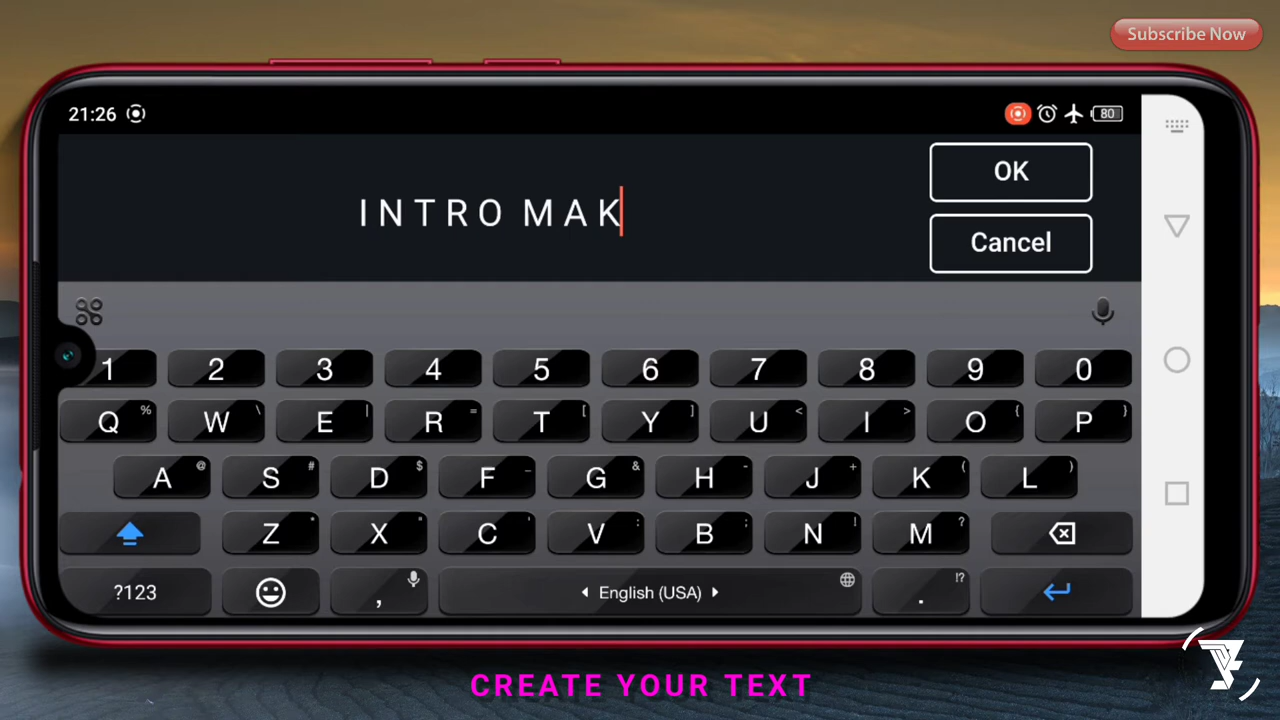 Subscribe Now
21:26
80
INTRO MAK
OK
Cancel
1 2 3 4 5 6 7 8 9 0
Q % W \ E | R = T [ Y ] U < I > O { P }
A @ S # D $ F _ G & H - J + K ( L )
Z * X " C ' V : B ; N ! M ?
?123 , English (USA) . !?
CREATE YOUR TEXT